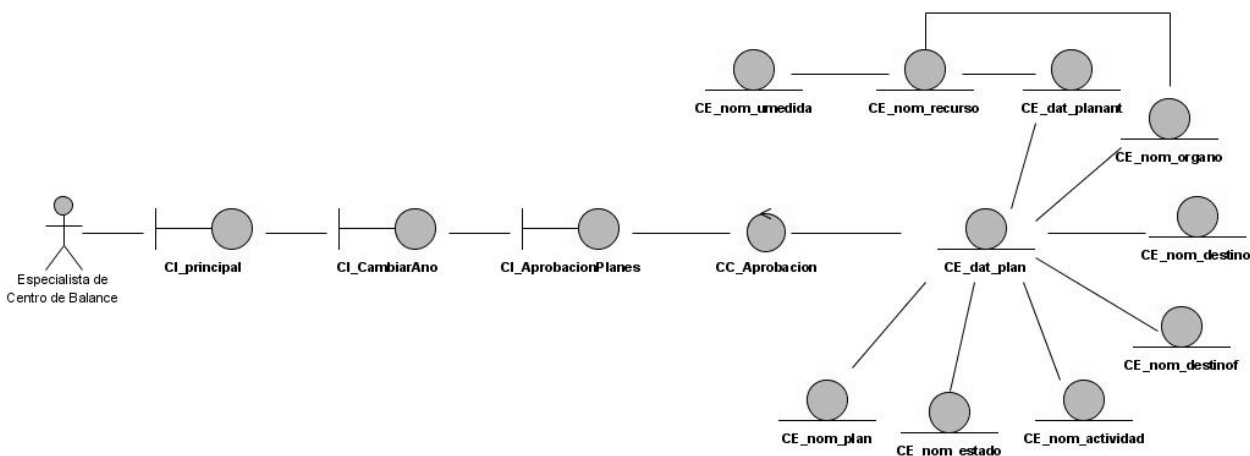 CE_nom_umedida
CE_nom_recurso
CE_dat_planant
CE_nom_organo
Especialista de
Centro de Balance
CI_principal
CI_CambiarAno
CI_AprobacionPlanes
CC_Aprobacion
CE_dat_plan
CE_nom_destino
CE_nom_destinof
CE_nom_plan
CE_nom_estado
CE_nom_actividad